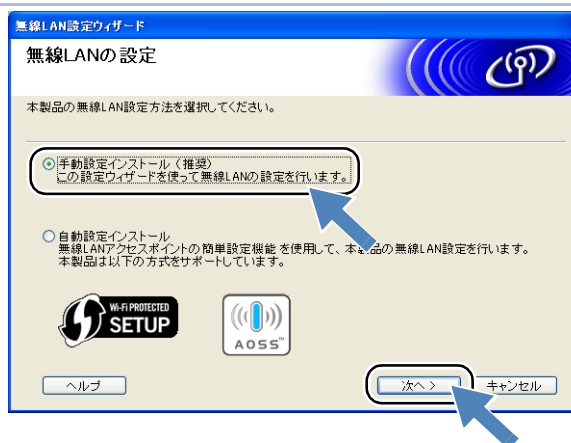 無線LAN設定ウィザード
無線LANの設定
本製品の無線LAN設定方法を選択してください。
手動設定インストール（推奨）
この設定ウィザードを使って無線LANの設定を行います。
自動設定インストール
無線LANアクセスポイントの簡単設定機能を使用して、本製品の無線LAN設定を行います。
本製品は以下の方式をサポートしています。
Wi-Fi PROTECTED
SETUP
AOSS™
ヘルプ
次へ >
キャンセル